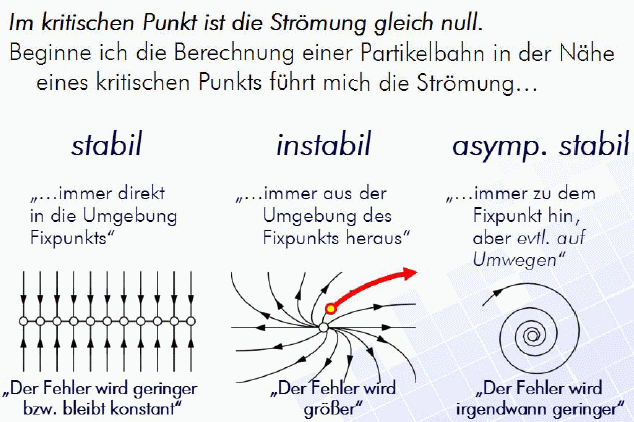 Im kritischen Punkt ist die Strömung gleich null.
Beginne ich die Berechnung einer Partikelbahn in der Nähe
eines kritischen Punkts führt mich die Strömung…
stabil
„…immer direkt
in die Umgebung
Fixpunkts“
„Der Fehler wird geringer
bzw. bleibt konstant“
instabil
„…immer aus der
Umgebung des
Fixpunkts heraus“
„Der Fehler wird
größer“
asymp. stabil
„…immer zu dem
Fixpunkt hin,
aber evtl. auf
Umwegen“
„Der Fehler wird
irgendwann geringer“